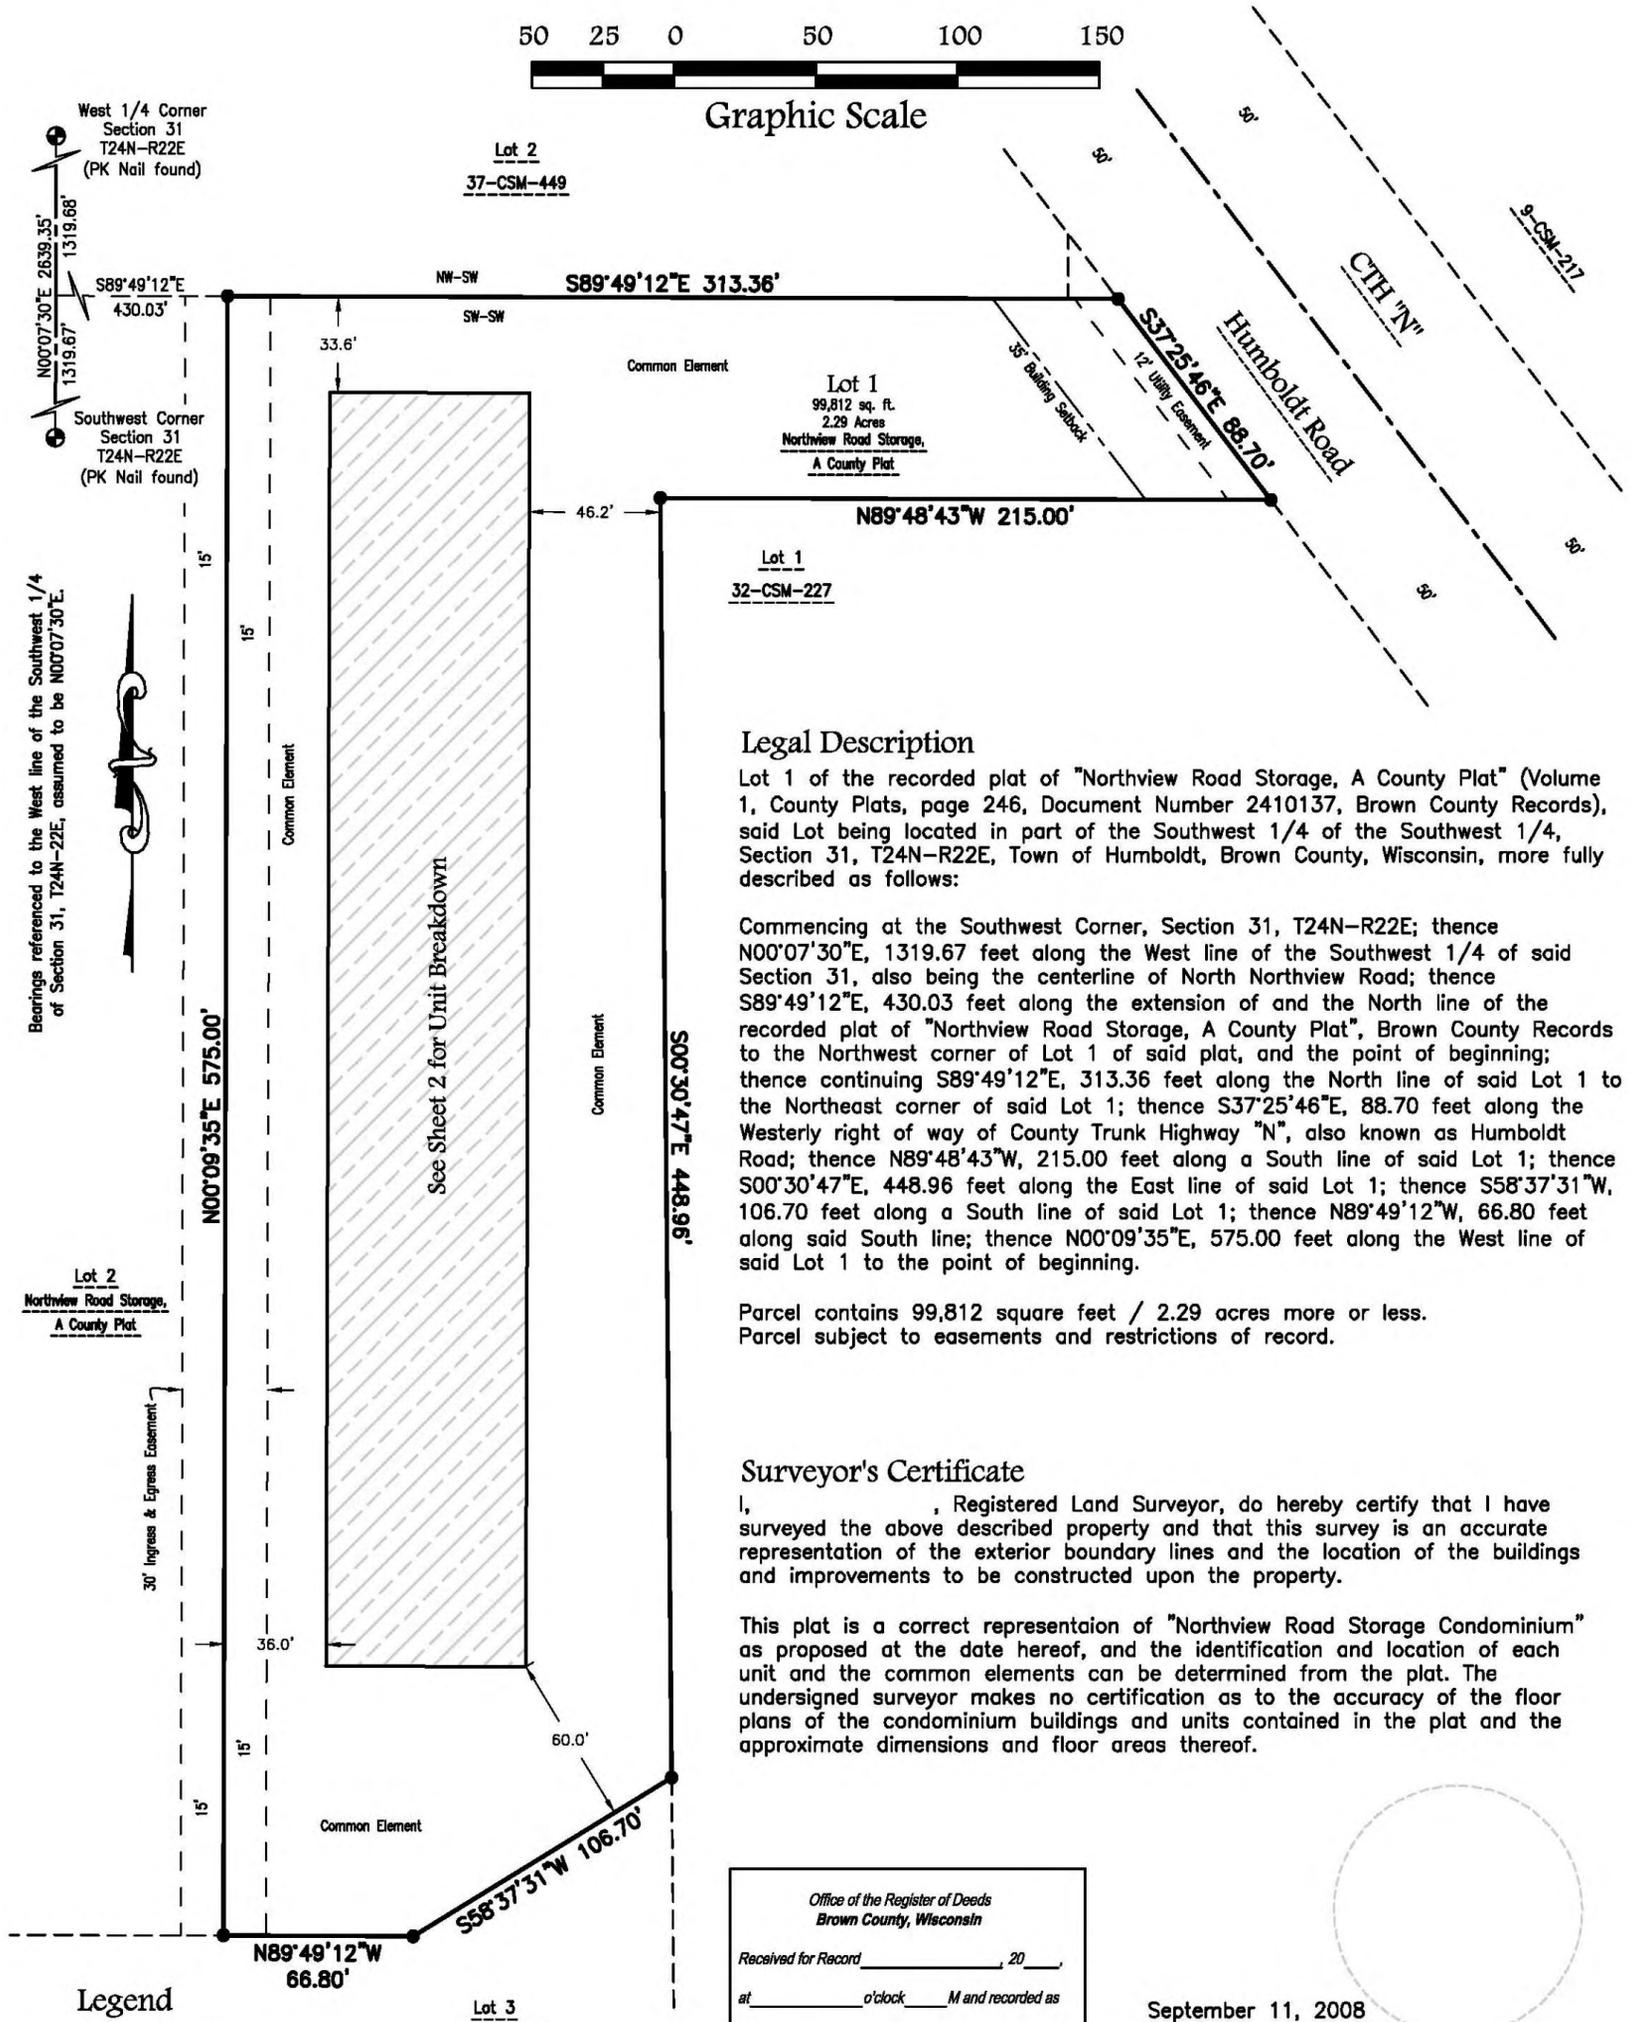 50 25 0 50 100 150
Graphic Scale
West 1/4 Corner
Section 31
T24N-R22E
(PK Nail found)
Lot 2
37-CSM-449
50'
50'
9-CSM-217
CTH "N"
Humboldt Road
N00°07'30"E 2639.35'
1319.68'
1319.67'
S89°49'12"E
430.03'
NW-SW
SW-SW
S89°49'12"E 313.36'
S37°25'46"E 88.70'
12' Utility Easement
35' Building Setback
33.6'
Common Element
Lot 1
99,812 sq. ft.
2.29 Acres
Northview Road Storage,
A County Plat
Southwest Corner
Section 31
T24N-R22E
(PK Nail found)
46.2'
N89°48'43"W 215.00'
50'
50'
Lot 1
32-CSM-227
15'
15'
Bearings referenced to the West line of the Southwest 1/4
of Section 31, T24N-22E, assumed to be N00°07'30"E.
Common Element
See Sheet 2 for Unit Breakdown
Common Element
N00°09'35"E 575.00'
S00°30'47"E 448.96'
Legal Description
Lot 1 of the recorded plat of "Northview Road Storage, A County Plat" (Volume
1, County Plats, page 246, Document Number 2410137, Brown County Records),
said Lot being located in part of the Southwest 1/4 of the Southwest 1/4,
Section 31, T24N-R22E, Town of Humboldt, Brown County, Wisconsin, more fully
described as follows:
Commencing at the Southwest Corner, Section 31, T24N-R22E; thence
N00°07'30"E, 1319.67 feet along the West line of the Southwest 1/4 of said
Section 31, also being the centerline of North Northview Road; thence
S89°49'12"E, 430.03 feet along the extension of and the North line of the
recorded plat of "Northview Road Storage, A County Plat", Brown County Records
to the Northwest corner of Lot 1 of said plat, and the point of beginning;
thence continuing S89°49'12"E, 313.36 feet along the North line of said Lot 1 to
the Northeast corner of said Lot 1; thence S37°25'46"E, 88.70 feet along the
Westerly right of way of County Trunk Highway "N", also known as Humboldt
Road; thence N89°48'43"W, 215.00 feet along a South line of said Lot 1; thence
S00°30'47"E, 448.96 feet along the East line of said Lot 1; thence S58°37'31"W,
106.70 feet along a South line of said Lot 1; thence N89°49'12"W, 66.80 feet
along said South line; thence N00°09'35"E, 575.00 feet along the West line of
said Lot 1 to the point of beginning.
Parcel contains 99,812 square feet / 2.29 acres more or less.
Parcel subject to easements and restrictions of record.
Lot 2
Northview Road Storage,
A County Plat
30' Ingress & Egress Easement
Surveyor's Certificate
I, , Registered Land Surveyor, do hereby certify that I have
surveyed the above described property and that this survey is an accurate
representation of the exterior boundary lines and the location of the buildings
and improvements to be constructed upon the property.
This plat is a correct representaion of "Northview Road Storage Condominium"
as proposed at the date hereof, and the identification and location of each
unit and the common elements can be determined from the plat. The
undersigned surveyor makes no certification as to the accuracy of the floor
plans of the condominium buildings and units contained in the plat and the
approximate dimensions and floor areas thereof.
36.0'
60.0'
15'
15'
Common Element
S58°37'31"W 106.70'
N89°49'12"W
66.80'
Legend
Lot 3
Office of the Register of Deeds
Brown County, Wisconsin
Received for Record , 20 ,
at o'clock M and recorded as
September 11, 2008